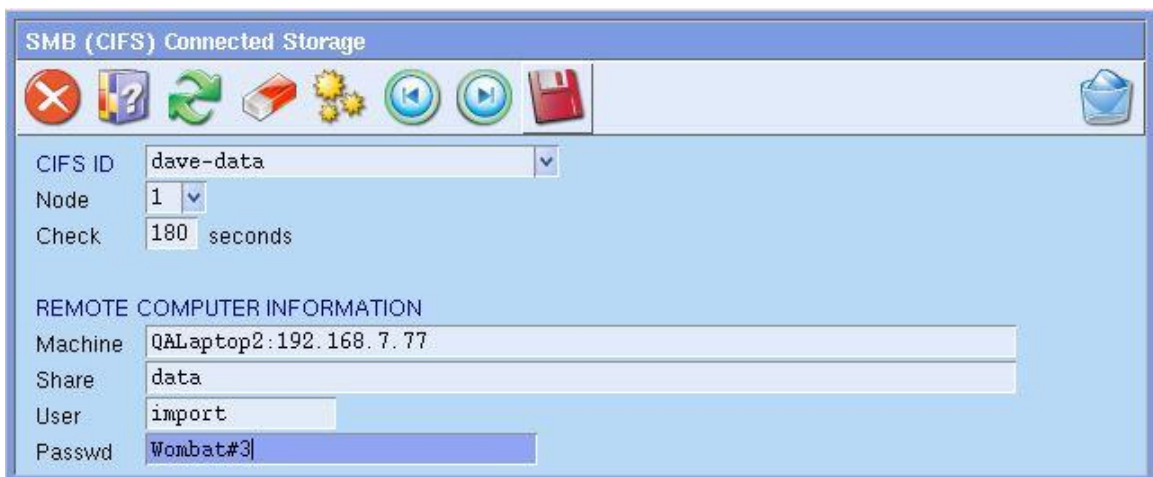 SMB (CIFS) Connected Storage
?
CIFS ID dave-data
Node 1
Check 180 seconds
REMOTE COMPUTER INFORMATION
Machine QALaptop2:192.168.7.77
Share data
User import
Passwd Wombat#3